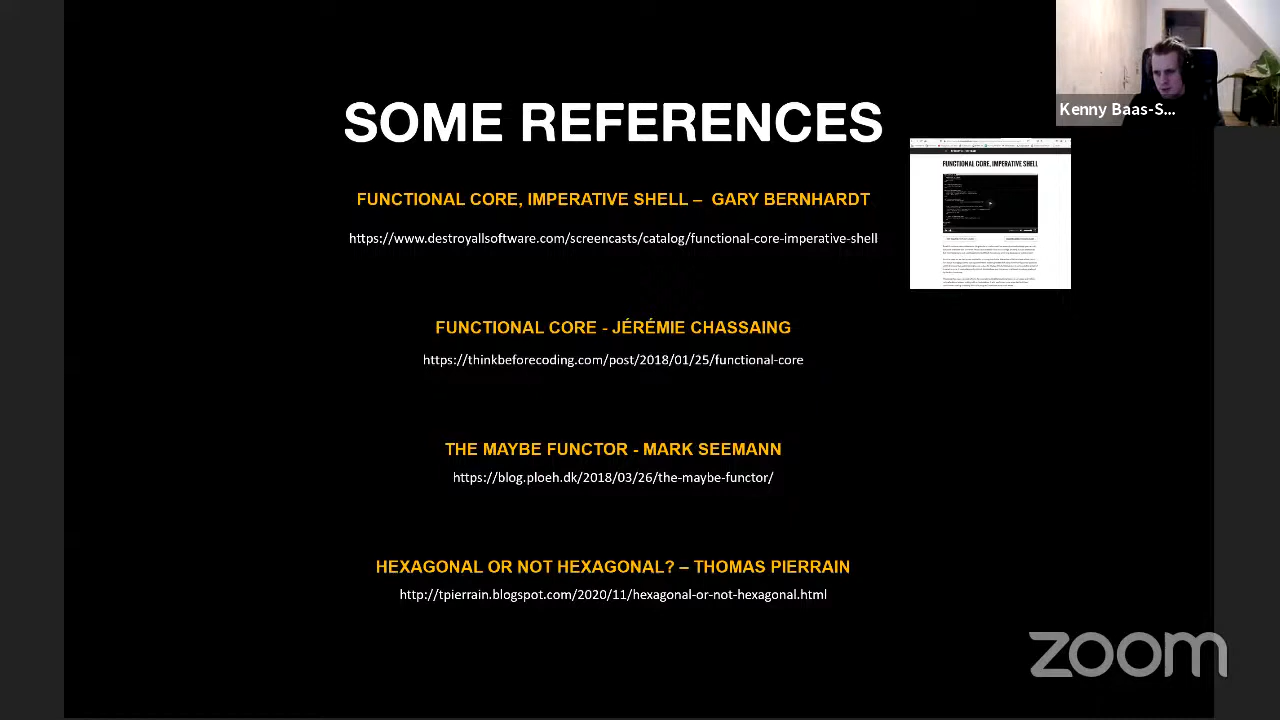 SOME REFERENCES
Kenny Baas-S...
FUNCTIONAL CORE, IMPERATIVE SHELL
FUNCTIONAL CORE, IMPERATIVE SHELL – GARY BERNHARDT
https://www.destroyallsoftware.com/screencasts/catalog/functional-core-imperative-shell
FUNCTIONAL CORE - JÉRÉMIE CHASSAING
https://thinkbeforecoding.com/post/2018/01/25/functional-core
THE MAYBE FUNCTOR - MARK SEEMANN
https://blog.ploeh.dk/2018/03/26/the-maybe-functor/
HEXAGONAL OR NOT HEXAGONAL? – THOMAS PIERRAIN
http://tpierrain.blogspot.com/2020/11/hexagonal-or-not-hexagonal.html
zoom